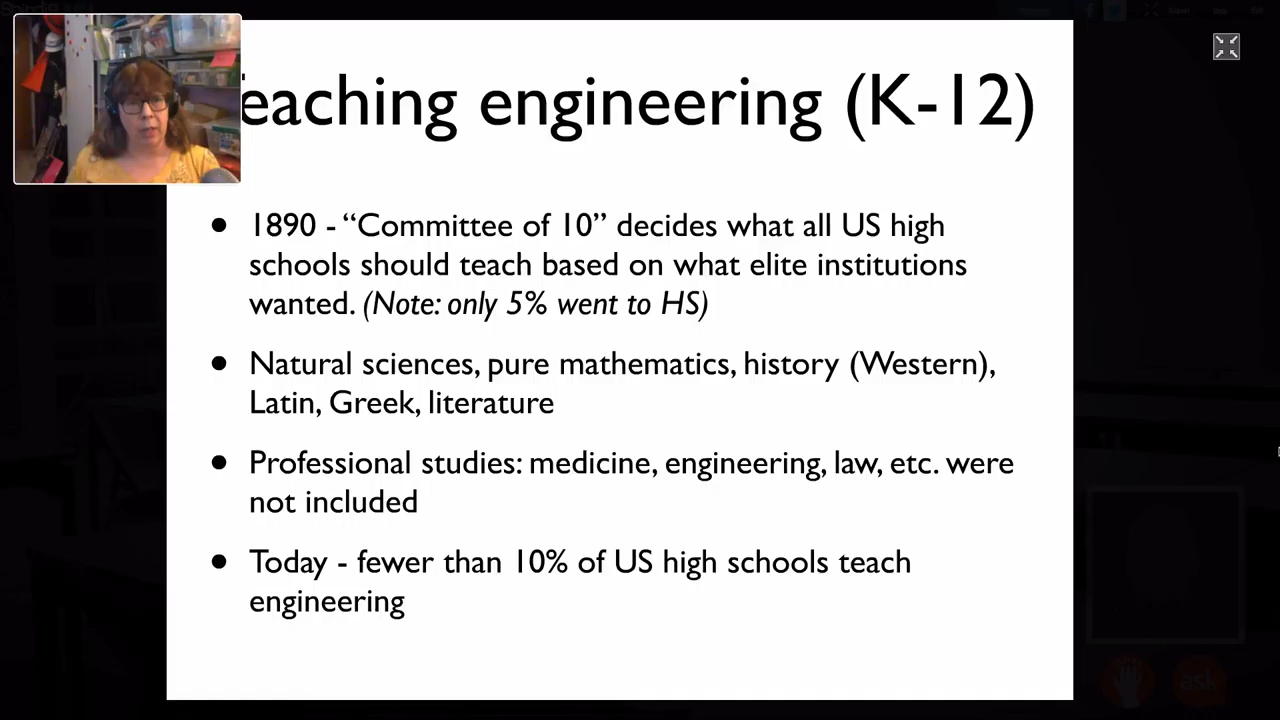 eaching engineering (K-12)
• 1890 - “Committee of 10” decides what all US high
schools should teach based on what elite institutions
wanted. (Note: only 5% went to HS)
• Natural sciences, pure mathematics, history (Western),
Latin, Greek, literature
• Professional studies: medicine, engineering, law, etc. were
not included
• Today - fewer than 10% of US high schools teach
engineering
ask